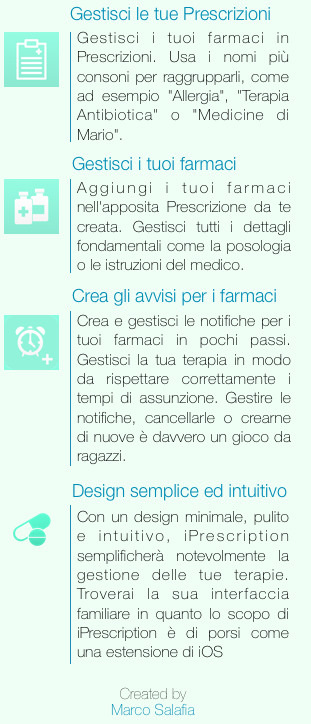 Gestisci le tue Prescrizioni
Gestisci i tuoi farmaci in
Prescrizioni. Usa i nomi più
consoni per raggrupparli, come
ad esempio "Allergia", "Terapia
Antibiotica" o "Medicine di
Mario".
Gestisci i tuoi farmaci
Aggiungi i tuoi farmaci
nell'apposita Prescrizione da te
creata. Gestisci tutti i dettagli
fondamentali come la posologia
o le istruzioni del medico.
Crea gli avvisi per i farmaci
Crea e gestisci le notifiche per i
tuoi farmaci in pochi passi.
Gestisci la tua terapia in modo
da rispettare correttamente i
tempi di assunzione. Gestire le
notifiche, cancellarle o crearne
di nuove è davvero un gioco da
ragazzi.
Design semplice ed intuitivo
Con un design minimale, pulito
e intuitivo, iPrescription
semplificherà notevolmente la
gestione delle tue terapie.
Troverai la sua interfaccia
familiare in quanto lo scopo di
iPrescription è di porsi come
una estensione di iOS
Created by
Marco Salafia